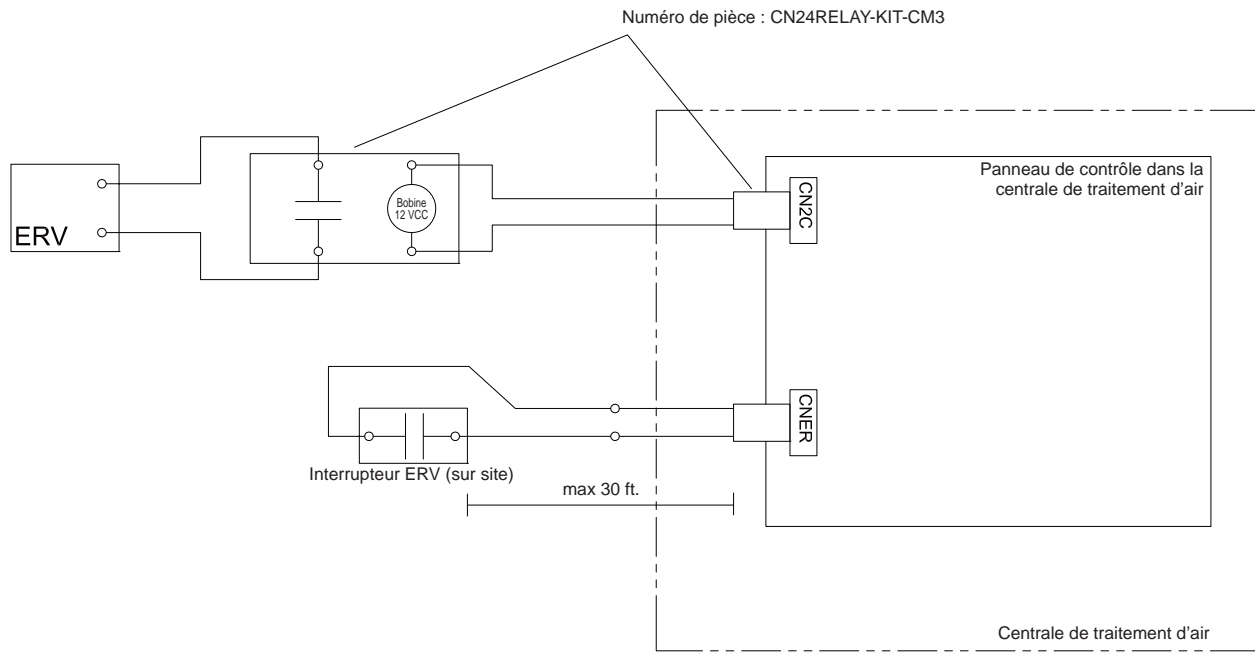 Numéro de pièce : CN24RELAY-KIT-CM3
Panneau de contrôle dans la
centrale de traitement d'air
CN2C
Bobine
12 VCC
ERV
CNER
Interrupteur ERV (sur site)
max 30 ft.
Centrale de traitement d'air